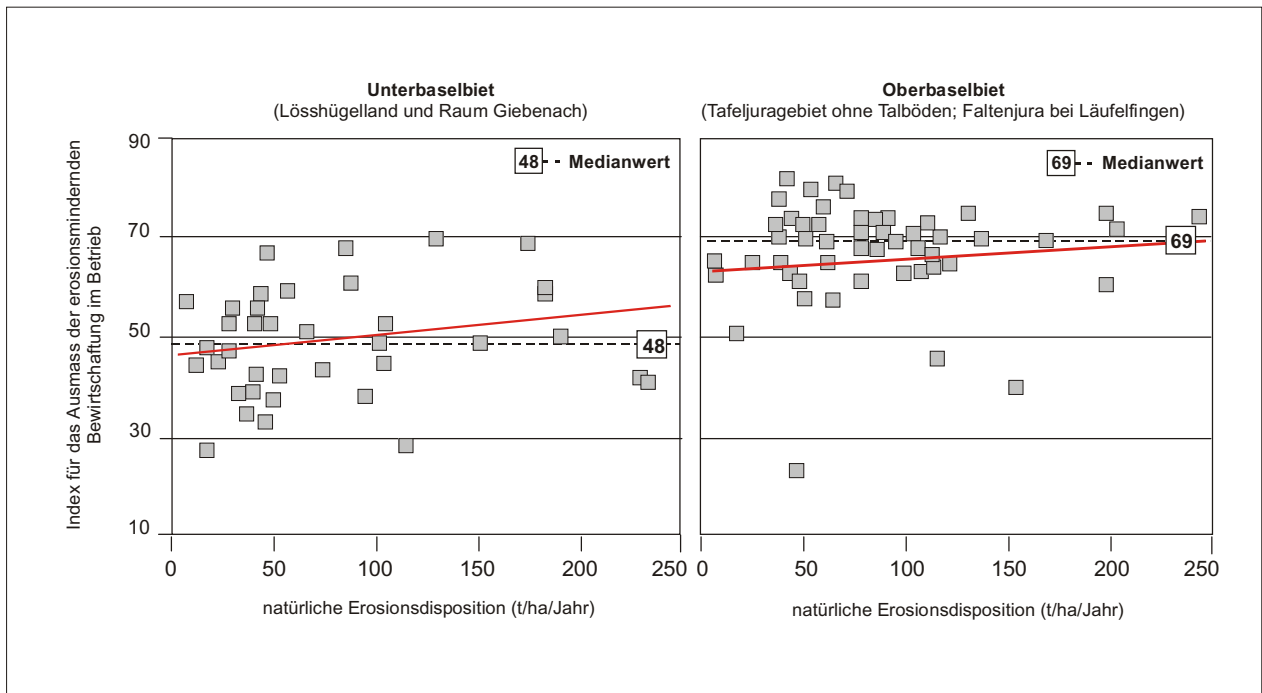 Unterbaselbiet
(Lösshügelland und Raum Giebenach)
Oberbaselbiet
(Tafeljuragebiet ohne Talböden; Faltenjura bei Läufelfingen)
Index für das Ausmass der erosionsmindernden
Bewirtschaftung im Betrieb
90
70
50
30
10
48 Medianwert
48
0 50 100 150 200 250
natürliche Erosionsdisposition (t/ha/Jahr)
69 Medianwert
69
0 50 100 150 200 250
natürliche Erosionsdisposition (t/ha/Jahr)